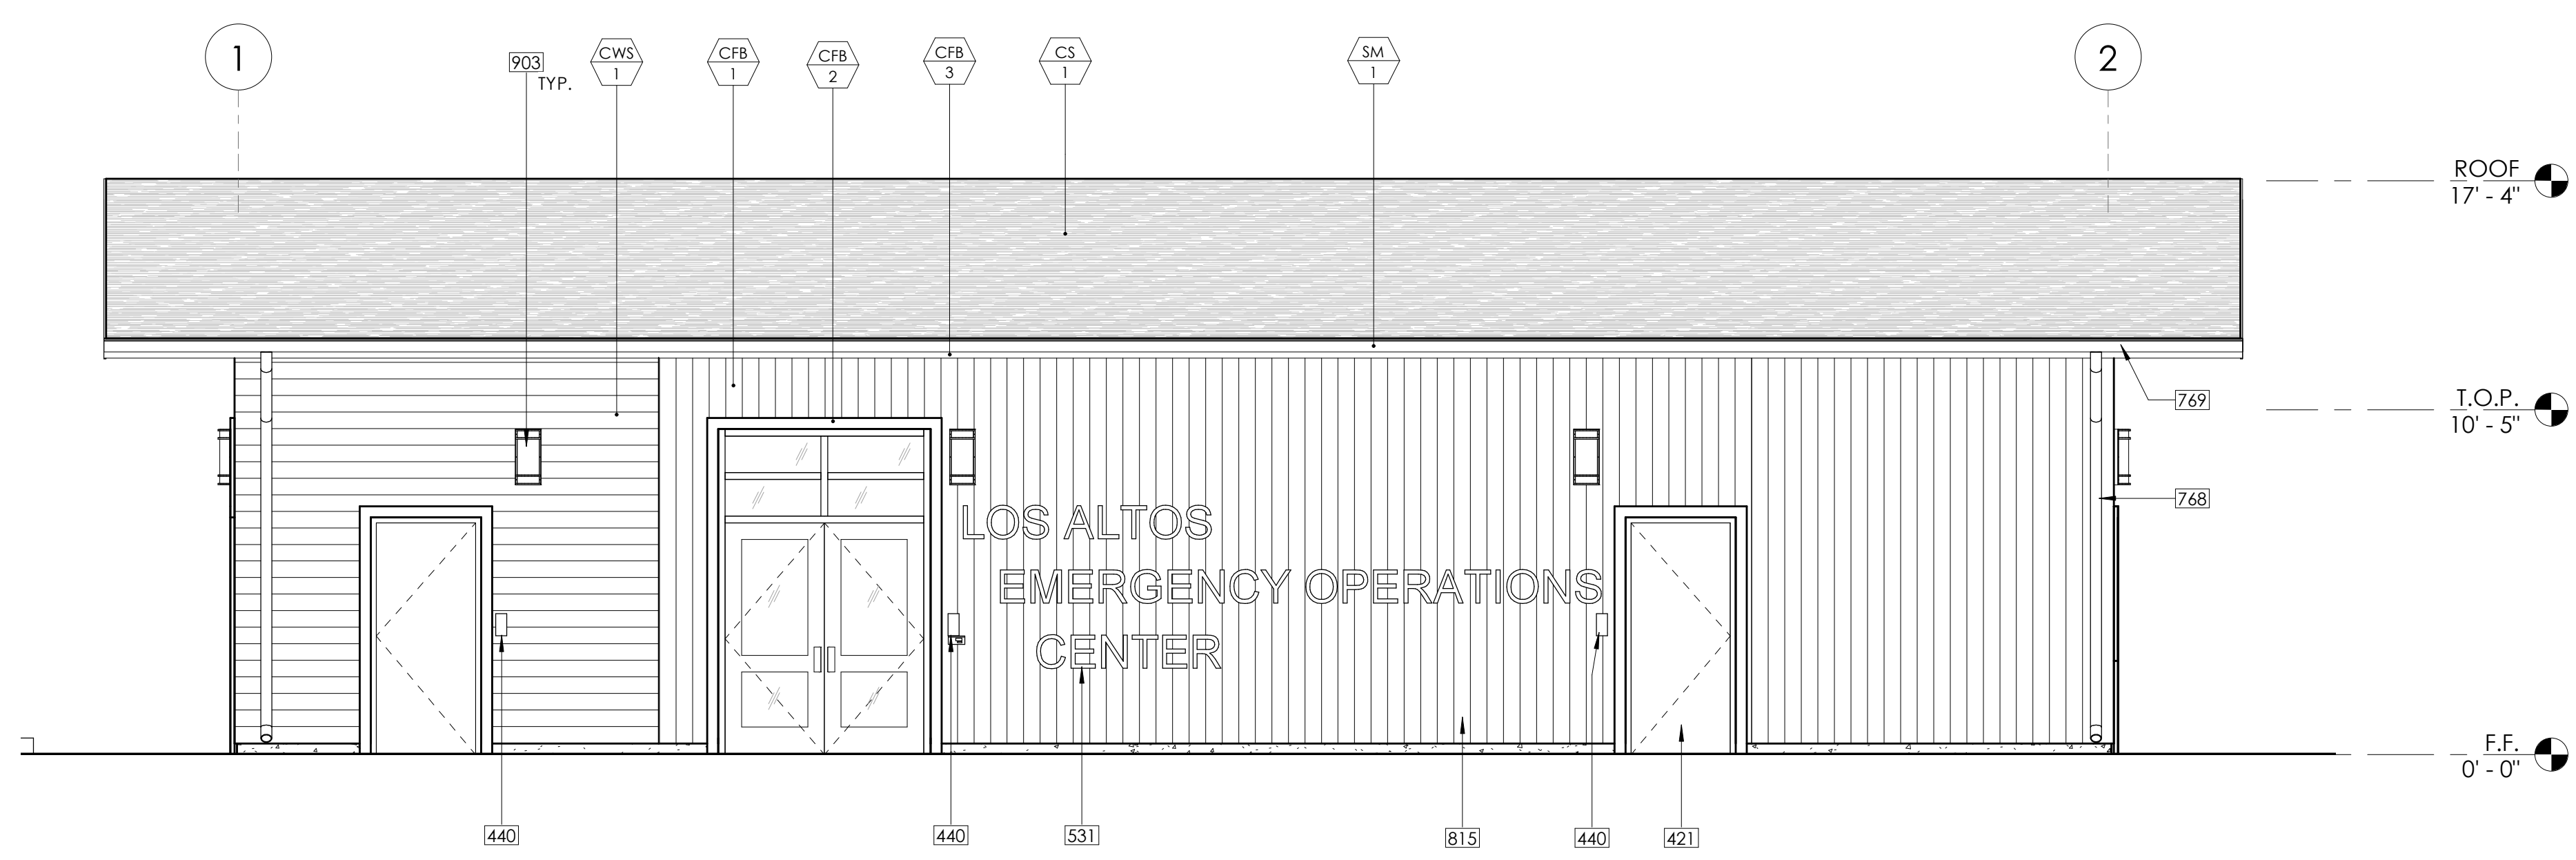 1
903
TYP.
CWS
1
CFB
1
CFB
2
CFB
3
CS
1
SM
1
2
ROOF
17' - 4"
T.O.P.
10' - 5"
769
768
LOS ALTOS
EMERGENCY OPERATIONS
CENTER
F.F.
0' - 0"
440
440
531
815
440
421